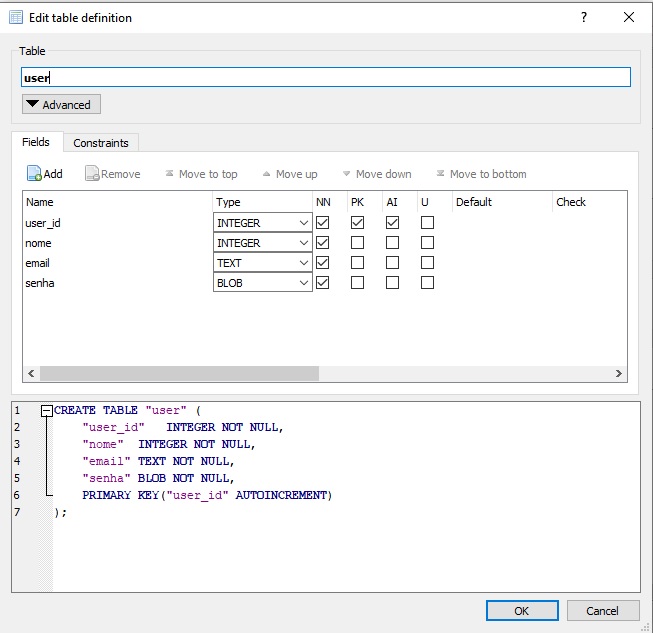 Edit table definition ?
Table
user
Advanced
Fields Constraints
Add Remove Move to top Move up Move down Move to bottom
Name Type NN PK AI U Default Check
user_id INTEGER
nome INTEGER
email TEXT
senha BLOB
1 CREATE TABLE "user" (
2 "user_id" INTEGER NOT NULL,
3 "nome" INTEGER NOT NULL,
4 "email" TEXT NOT NULL,
5 "senha" BLOB NOT NULL,
6 PRIMARY KEY("user_id" AUTOINCREMENT)
7 );
OK Cancel